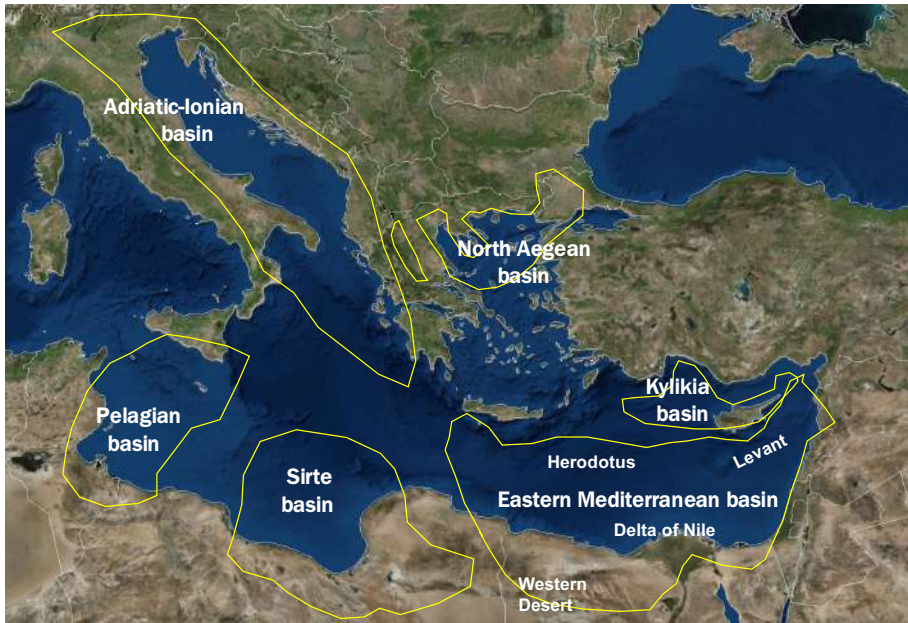 Adriatic-Ionian
basin
North Aegean
basin
Kylikia
basin
Pelagian
basin
Levant
Herodotus
Sirte
basin
Eastern Mediterranean basin
Delta of Nile
Western
Desert